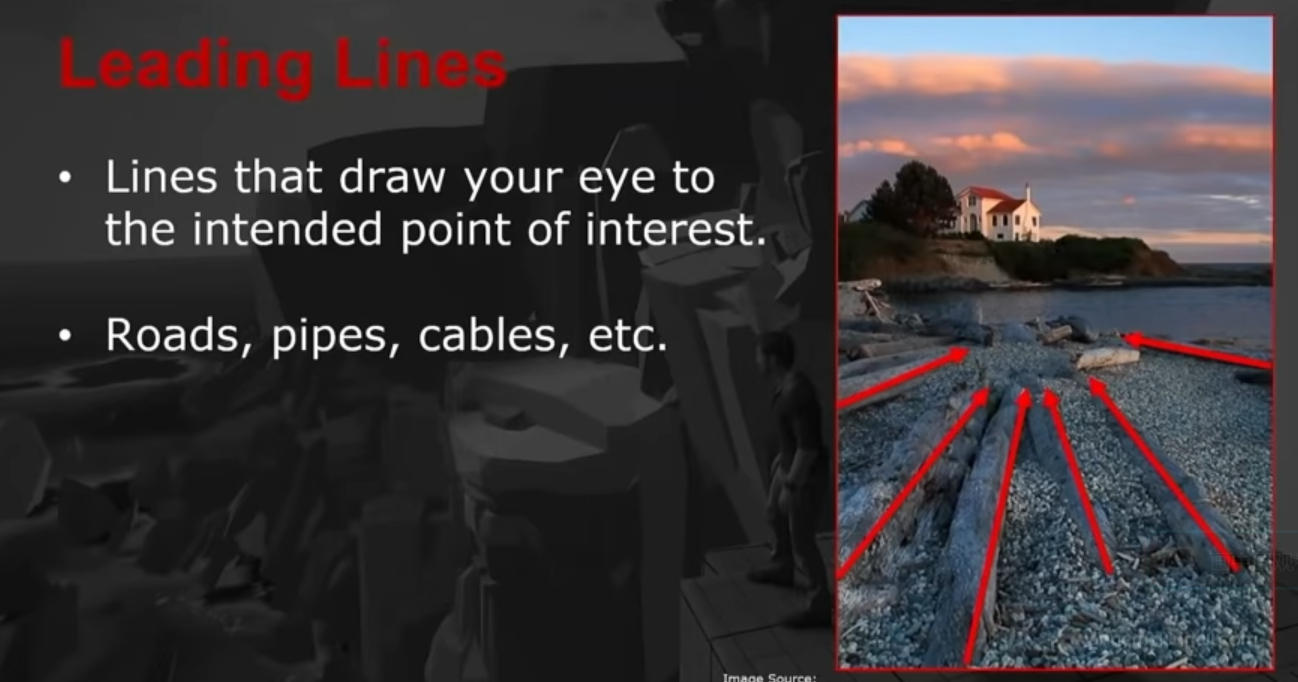 Leading Lines
• Lines that draw your eye to
the intended point of interest.
• Roads, pipes, cables, etc.
Image Source: